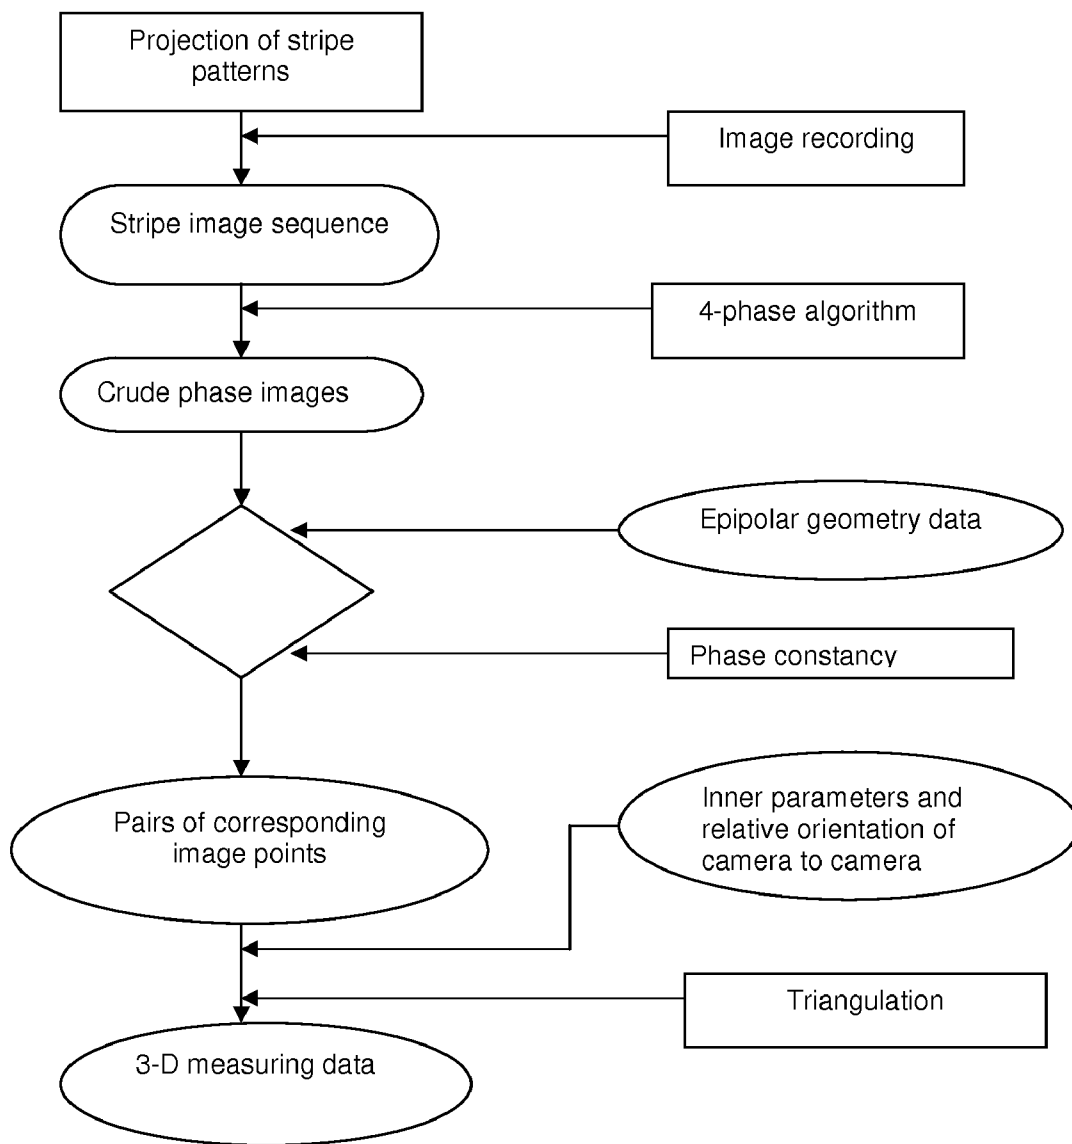 Projection of stripe
patterns
Image recording
Stripe image sequence
4-phase algorithm
Crude phase images
Epipolar geometry data
Phase constancy
Pairs of corresponding
image points
Inner parameters and
relative orientation of
camera to camera
Triangulation
3-D measuring data